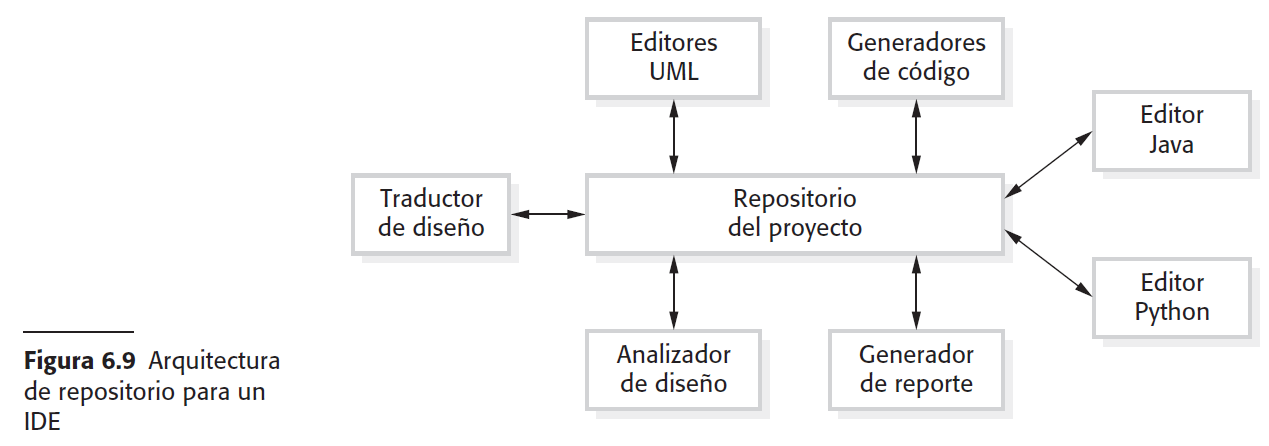 Editores
UML
Generadores
de código
Editor
Java
Traductor
de diseño
Repositorio
del proyecto
Editor
Python
Analizador
de diseño
Generador
de reporte
Figura 6.9 Arquitectura
de repositorio para un
IDE